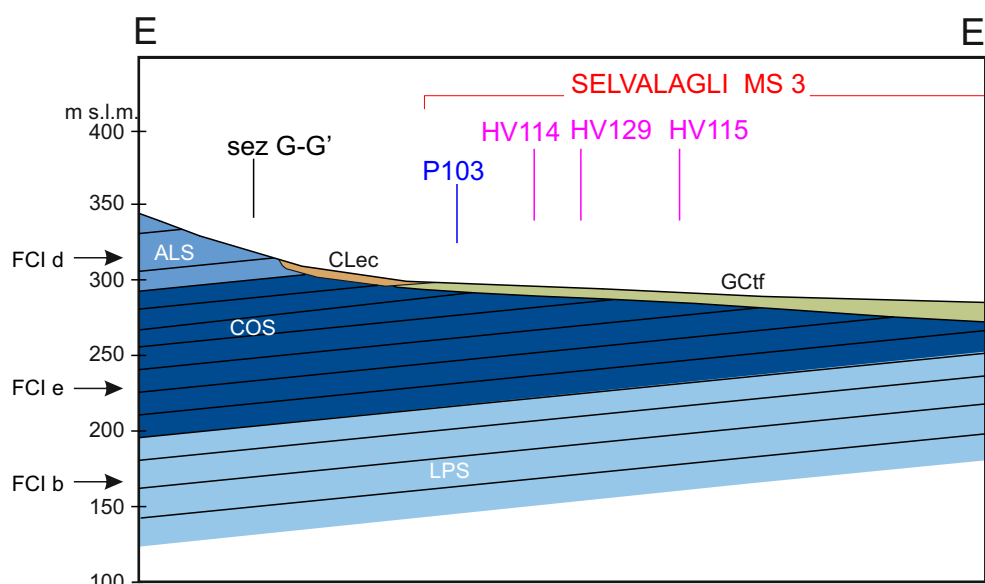 E E
SELVALAGLI MS 3
m s.l.m.
400
HV114 HV129 HV115
sez G-G’
P103
350
FCI d
ALS
CLec
300
GCtf
COS
250
FCI e
200
LPS
FCI b
150
100